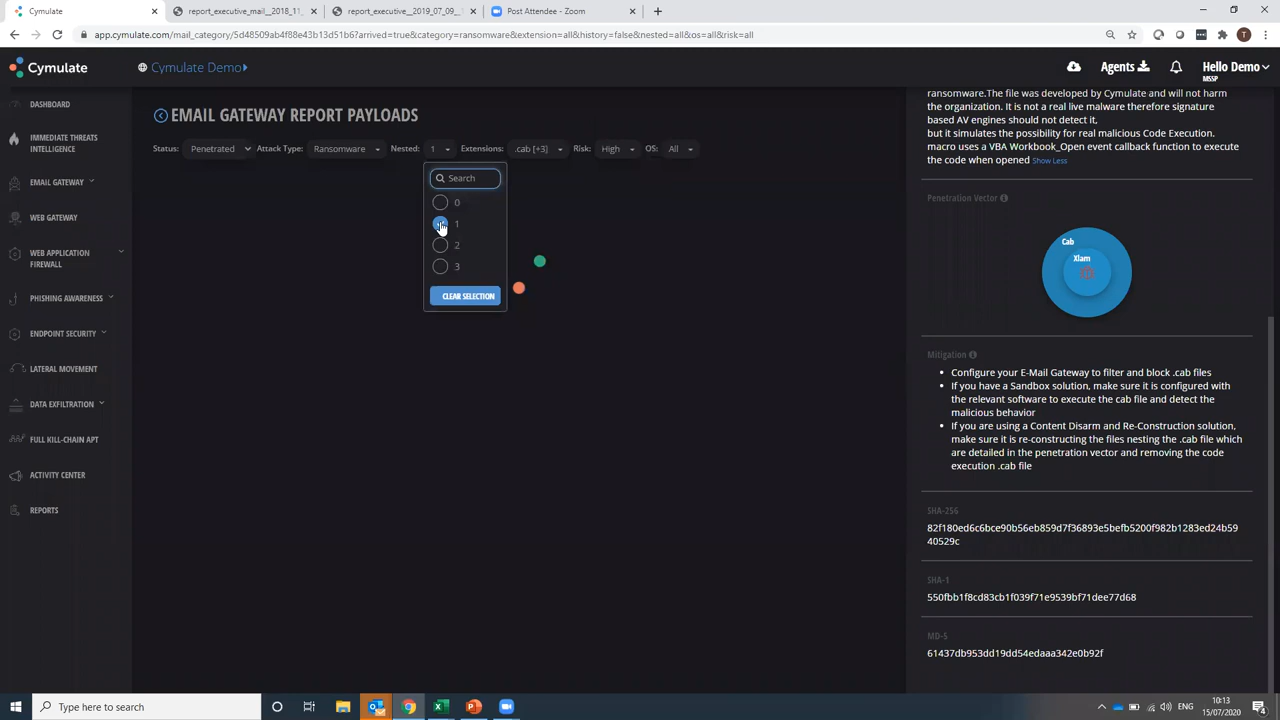 Cymulate
report_executive_mail__2018_11_
report_executive__2019_07_09__1
Post Attendee - Zoom
app.cymulate.com/mail_category/5d48509ab4f88e43b13d51b6?arrived=true&category=ransomware&extension=all&history=false&nested=all&os=all&risk=all
T
Cymulate
Cymulate Demo
Agents
Hello Demo
MSSP
DASHBOARD
IMMEDIATE THREATS
INTELLIGENCE
EMAIL GATEWAY
WEB GATEWAY
WEB APPLICATION
FIREWALL
PHISHING AWARENESS
ENDPOINT SECURITY
LATERAL MOVEMENT
DATA EXFILTRATION
FULL KILL-CHAIN APT
ACTIVITY CENTER
REPORTS
EMAIL GATEWAY REPORT PAYLOADS
Status: Penetrated Attack Type: Ransomware Nested: 1 Extensions: .cab [+3] Risk: High OS: All
Search
0
1
2
3
CLEAR SELECTION
ransomware.The file was developed by Cymulate and will not harm
the organization. It is not a real live malware therefore signature
based AV engines should not detect it,
but it simulates the possibility for real malicious Code Execution.
macro uses a VBA Workbook_Open event callback function to execute
the code when opened Show Less
Penetration Vector
Cab
Xlam
Mitigation
Configure your E-Mail Gateway to filter and block .cab files
If you have a Sandbox solution, make sure it is configured with
the relevant software to execute the cab file and detect the
malicious behavior
If you are using a Content Disarm and Re-Construction solution,
make sure it is re-constructing the files nesting the .cab file which
are detailed in the penetration vector and removing the code
execution .cab file
SHA-256
82f180ed6c6bce90b56eb859d7f36893e5befb5200f982b1283ed24b59
40529c
SHA-1
550fbb1f8cd83cb1f039f71e9539bf71dee77d68
MD-5
61437db953dd19dd54edaaa342e0b92f
Type here to search
ENG
10:13
15/07/2020
4